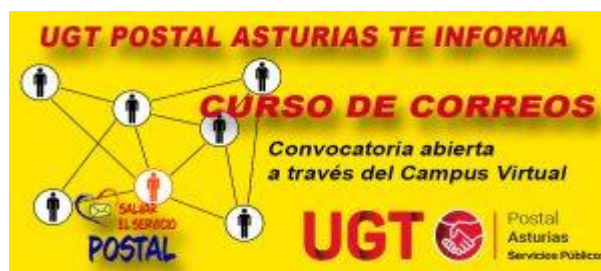 UGT POSTAL ASTURIAS TE INFORMA
CURSO DE CORREOS
Convocatoria abierta
a través del Campus Virtual
SALVAR
EL SERVICIO
POSTAL
UGT
Postal
Asturias
Servicios Público